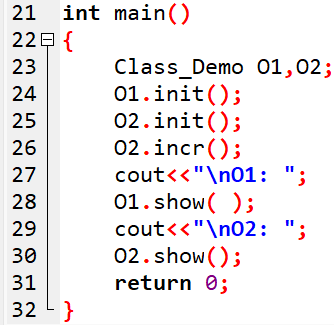 21 int main()
22 {
23 Class_Demo O1,O2;
24 O1.init();
25 O2.init();
26 O2.incr();
27 cout<<"\nO1: ";
28 O1.show( );
29 cout<<"\nO2: ";
30 O2.show();
31 return 0;
32 }